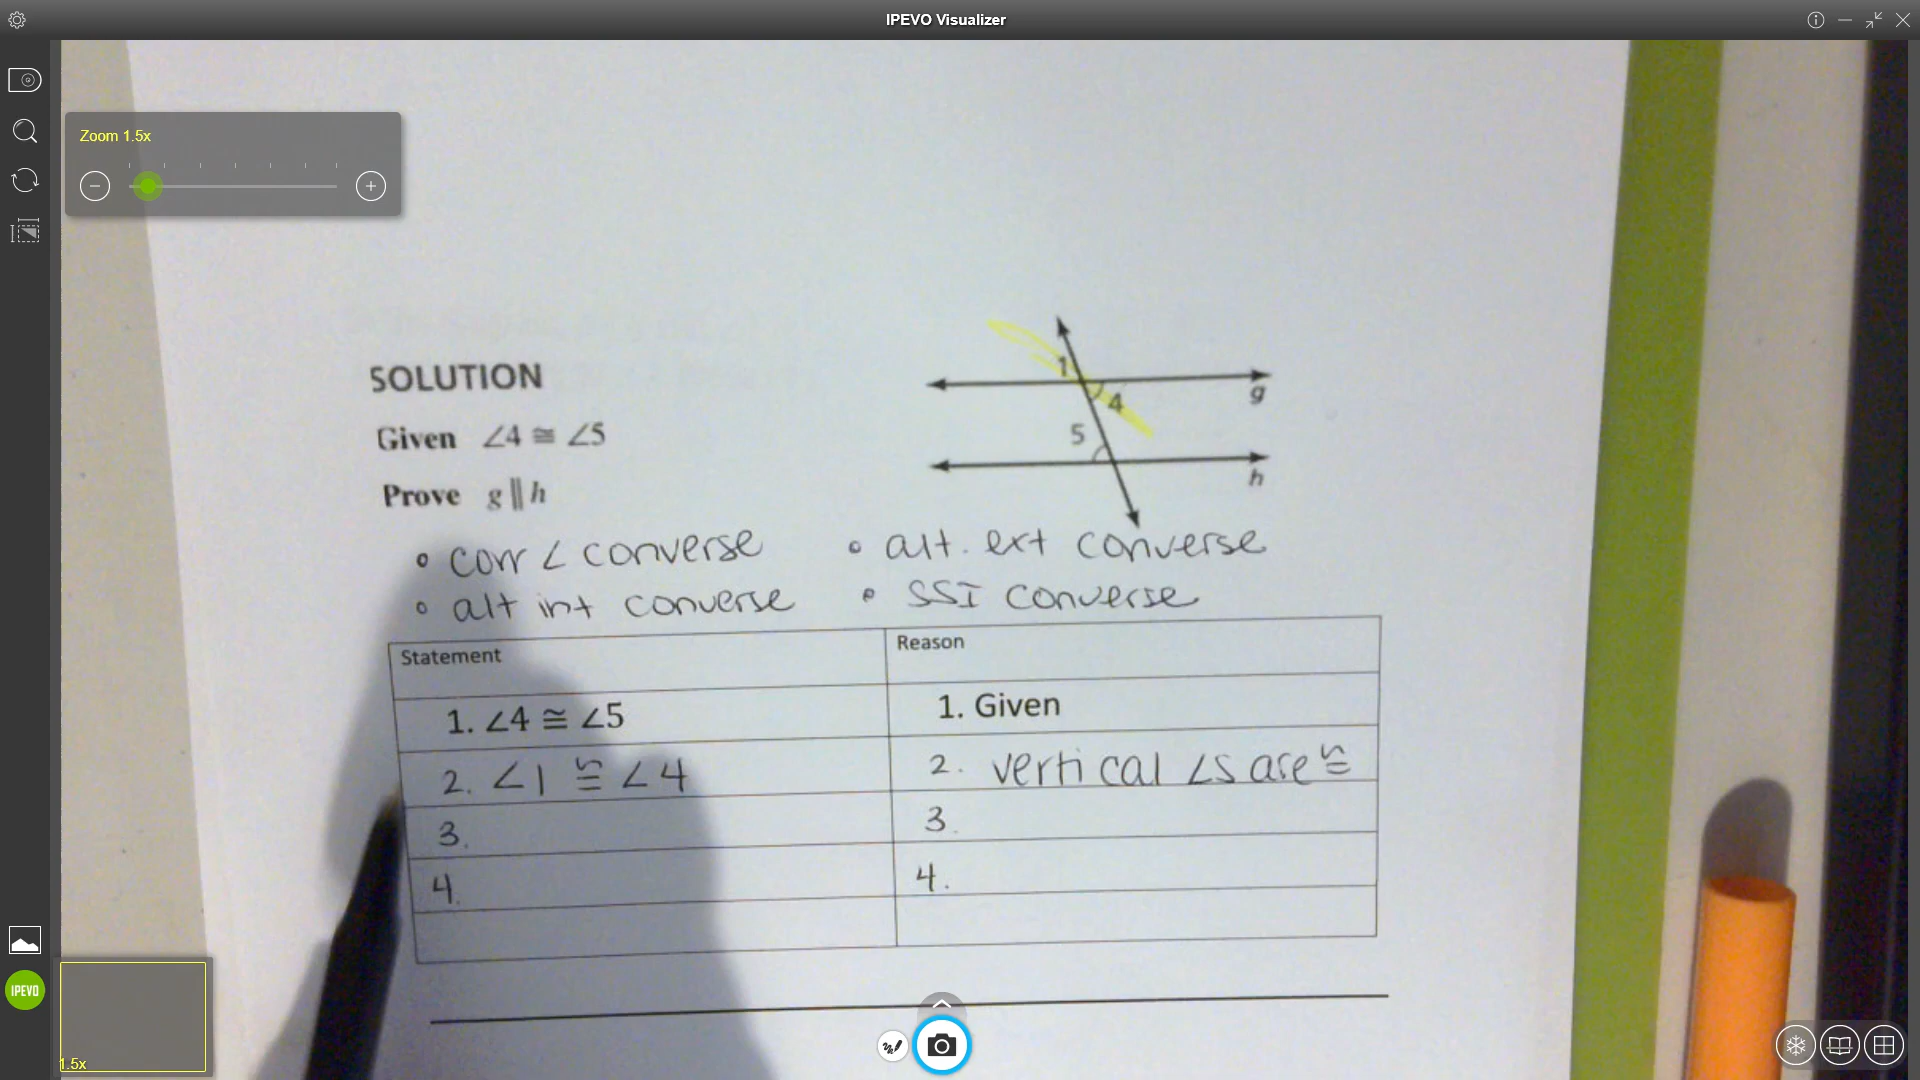 IPEVO Visualizer
Zoom 1.5x
SOLUTION
Given ∠4 ≅ ∠5
Prove g ∥ h
1
4
g
5
h
• corr ∠ converse
• alt. ext converse
• alt int converse
• SSI converse
Statement
Reason
1. ∠4 ≅ ∠5
1. Given
2. ∠1 ≅ ∠4
2. vertical ∠s are ≅
3.
3.
4.
4.
IPEVO
1.5x